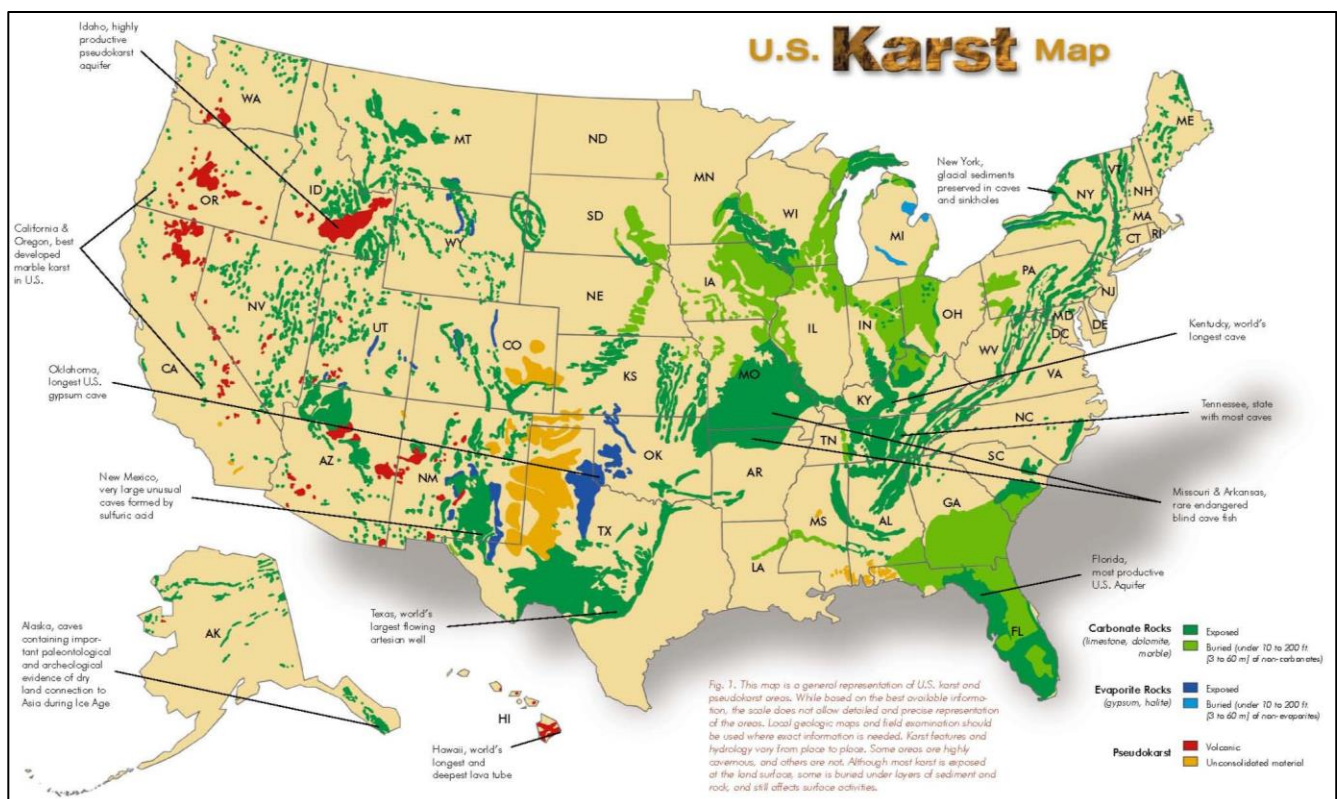 U.S. Karst Map
Idaho, highly
productive
pseudokarst
aquifer
California &
Oregon, best
developed
marble karst
in U.S.
Oklahoma,
longest U.S.
gypsum cave
New Mexico,
very large unusual
caves formed by
sulfuric acid
Alaska, caves
containing impor-
tant paleontological
and archeological
evidence of dry
land connection to
Asia during Ice Age
Texas, world's
largest flowing
artesian well
Hawaii, world's
longest and
deepest lava tube
New York,
glacial sediments
preserved in caves
and sinkholes
Kentucky, world's
longest cave
Tennessee, state
with most caves
Missouri & Arkansas,
rare endangered
blind cave fish
Florida,
most productive
U.S. Aquifer
WA
MT
ND
MN
WI
MI
ME
VT
NH
NY
MA
CT
RI
OR
ID
WY
SD
IA
NE
IL
IN
OH
PA
NJ
MD
DE
DC
WV
VA
NV
UT
CO
KS
MO
KY
CA
AZ
NM
OK
AR
TN
NC
SC
TX
LA
MS
AL
GA
FL
AK
HI
Fig. 1. This map is a general representation of U.S. karst and
pseudokarst areas. While based on the best available informa-
tion, the scale does not allow detailed and precise representation
of the areas. Local geologic maps and field examination should
be used where exact information is needed. Karst features and
hydrology vary from place to place. Some areas are highly
cavernous, and others are not. Although most karst is exposed
at the land surface, some is buried under layers of sediment and
rock, and still affects surface activities.
Carbonate Rocks
(limestone, dolomite,
marble)
Exposed
Buried (under 10 to 200 ft.
[3 to 60 m] of non-carbonates)
Evaporite Rocks
(gypsum, halite)
Exposed
Buried (under 10 to 200 ft.
[3 to 60 m] of non-evaporites)
Pseudokarst
Volcanic
Unconsolidated material